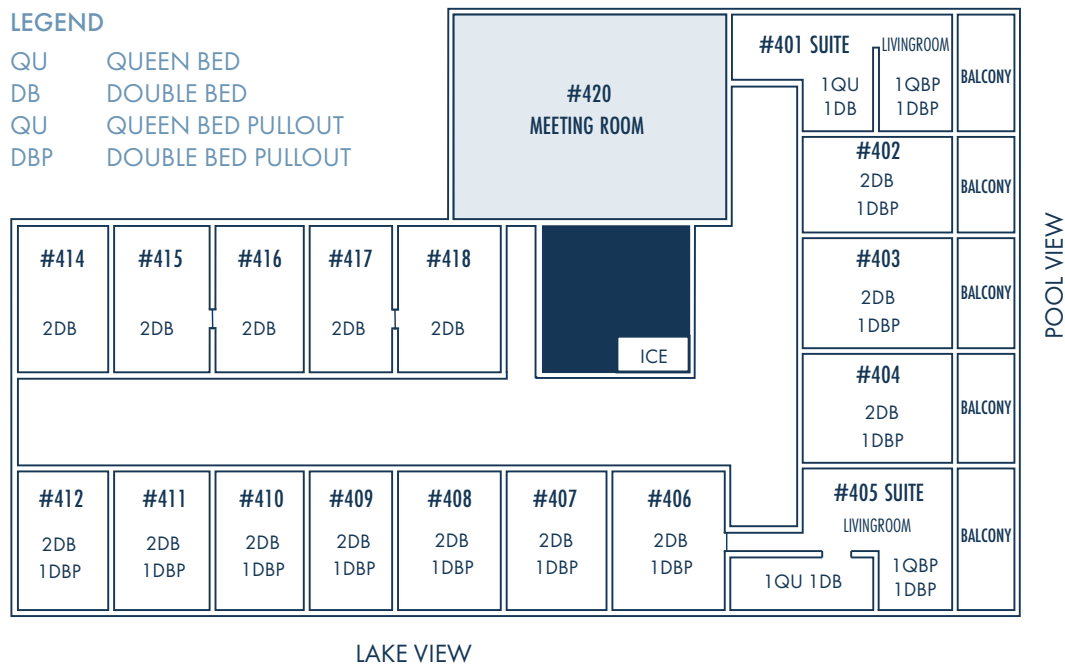 LEGEND
QU QUEEN BED
DB DOUBLE BED
QU QUEEN BED PULLOUT
DBP DOUBLE BED PULLOUT
#420
MEETING ROOM
#401 SUITE
LIVINGROOM
1QU
1DB
1QBP
1DBP
BALCONY
#402
2DB
1DBP
BALCONY
#403
2DB
1DBP
BALCONY
#404
2DB
1DBP
BALCONY
#405 SUITE
LIVINGROOM
1QU 1DB
1QBP
1DBP
BALCONY
POOL VIEW
#414
2DB
#415
2DB
#416
2DB
#417
2DB
#418
2DB
ICE
#412
2DB
1DBP
#411
2DB
1DBP
#410
2DB
1DBP
#409
2DB
1DBP
#408
2DB
1DBP
#407
2DB
1DBP
#406
2DB
1DBP
LAKE VIEW